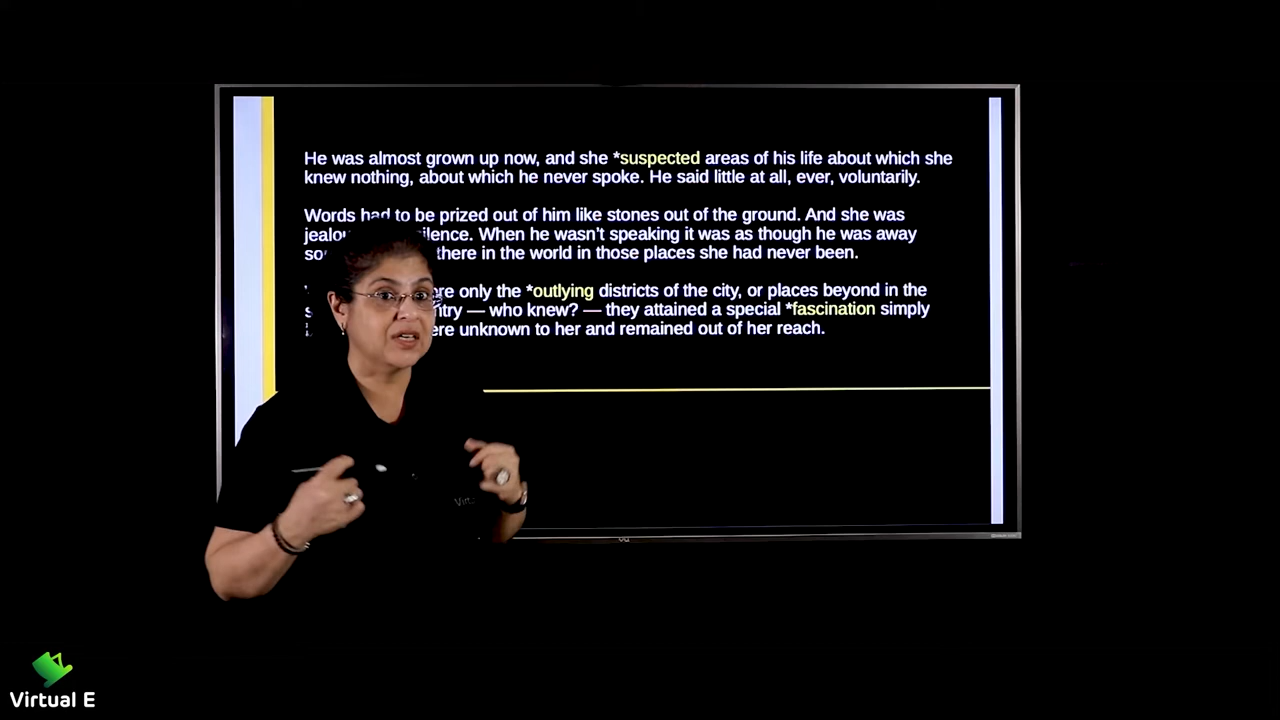 He was almost grown up now, and she *suspected areas of his life about which she
knew nothing, about which he never spoke. He said little at all, ever, voluntarily.
Words had to be prized out of him like stones out of the ground. And she was
When he wasn't speaking it was as though he was away
there in the world in those places she had never been.
only the *outlying districts of the city, or places beyond in the
— who knew? — they attained a special *fascination simply
unknown to her and remained out of her reach.
Virtual E